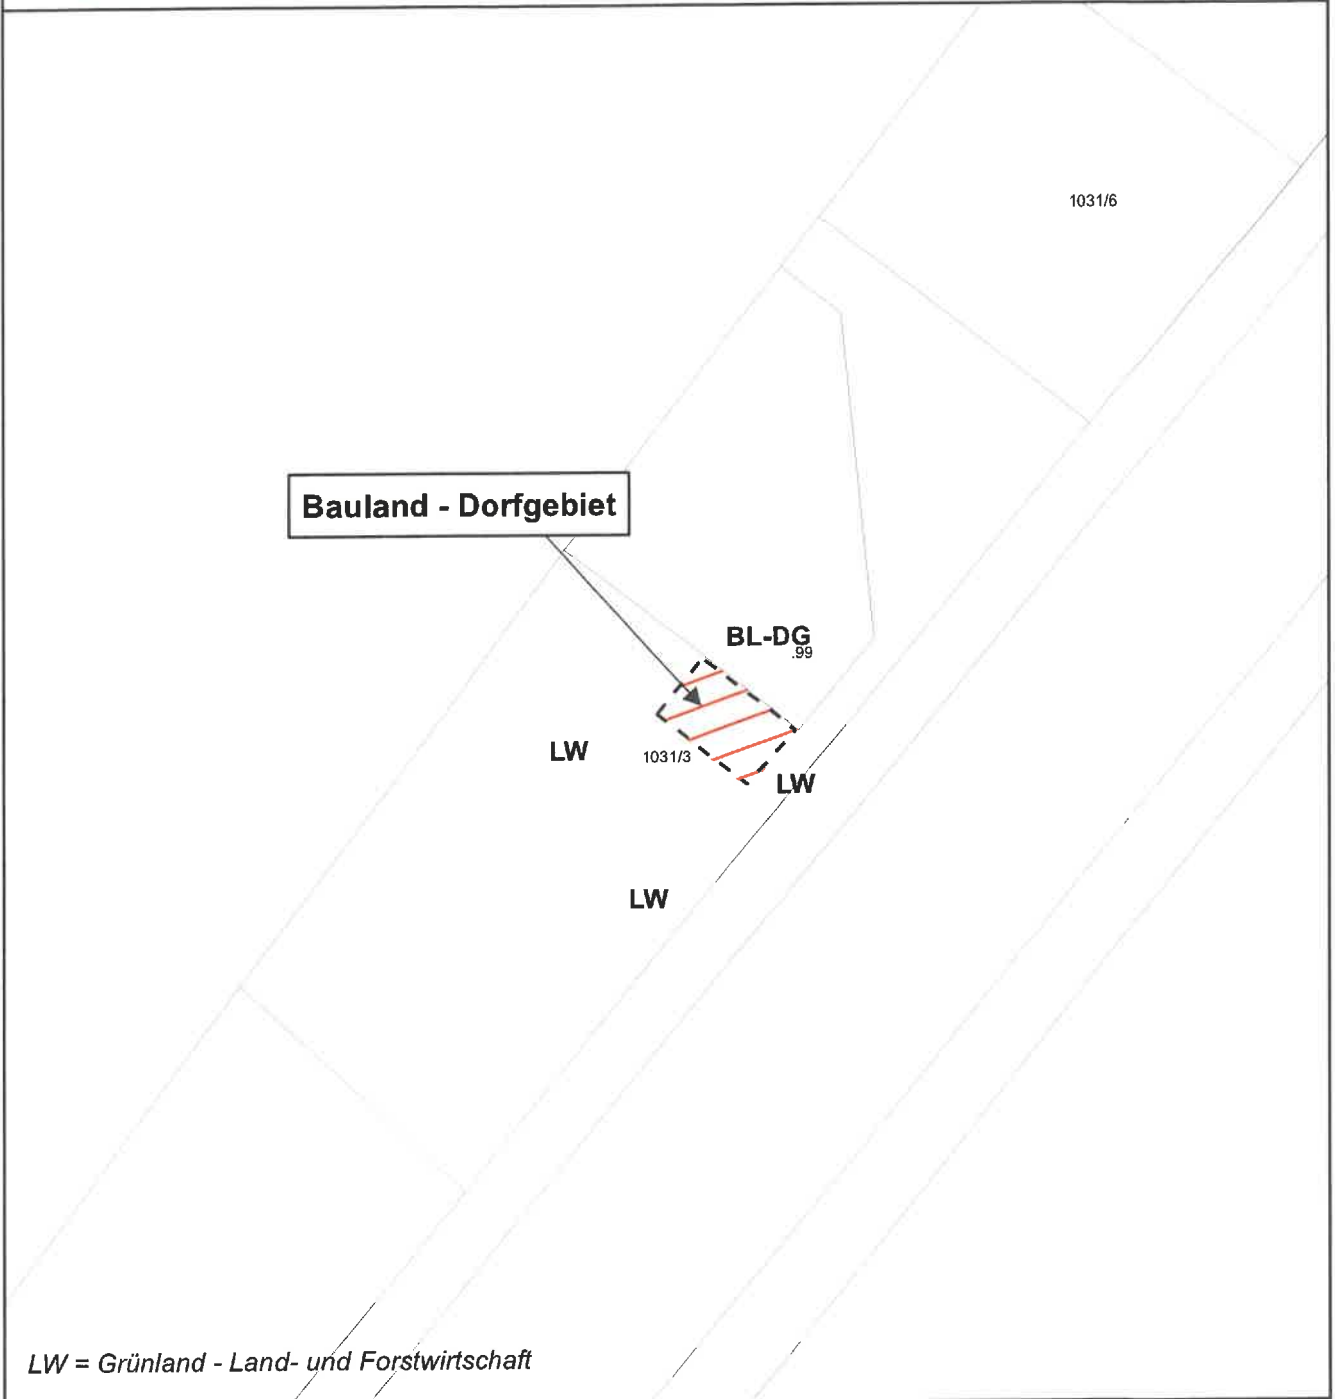 1031/6
Bauland - Dorfgebiet
BL-DG
.99
LW
1031/3
LW
LW
LW = Grünland - Land- und Forstwirtschaft